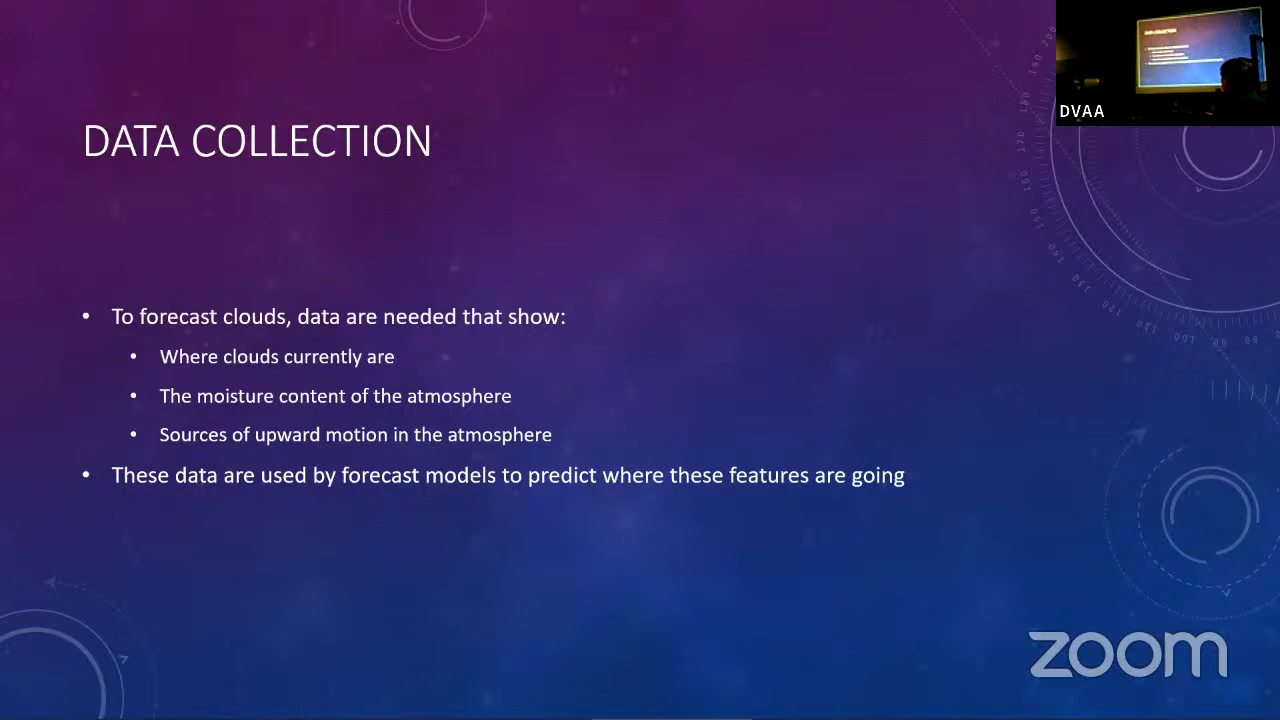 DVAA
DATA COLLECTION
• To forecast clouds, data are needed that show:
• Where clouds currently are
• The moisture content of the atmosphere
• Sources of upward motion in the atmosphere
• These data are used by forecast models to predict where these features are going
zoom